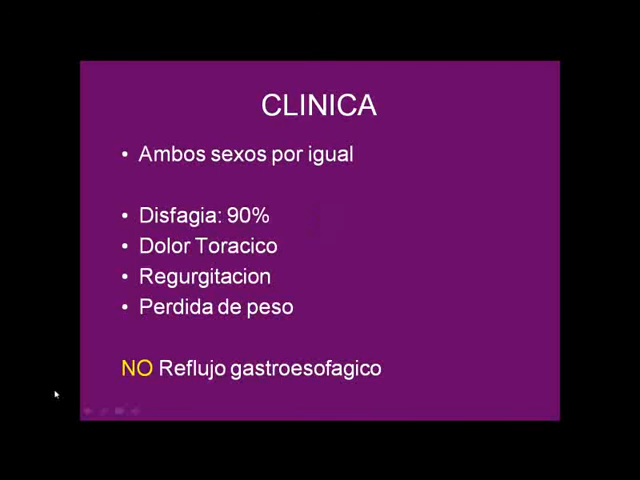 CLINICA
• Ambos sexos por igual
• Disfagia: 90%
• Dolor Toracico
• Regurgitacion
• Perdida de peso
NO Reflujo gastroesofagico